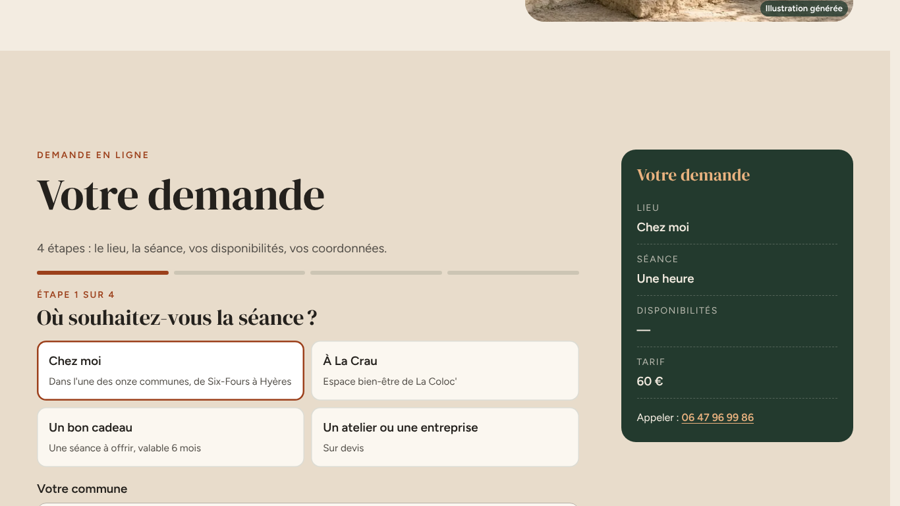 Illustration générée
DEMANDE EN LIGNE
Votre demande
4 étapes : le lieu, la séance, vos disponibilités, vos coordonnées.
ÉTAPE 1 SUR 4
Où souhaitez-vous la séance ?
Chez moi
Dans l'une des onze communes, de Six-Fours à Hyères
À La Crau
Espace bien-être de La Coloc'
Un bon cadeau
Une séance à offrir, valable 6 mois
Un atelier ou une entreprise
Sur devis
Votre commune
Votre demande
LIEU
Chez moi
SÉANCE
Une heure
DISPONIBILITÉS
—
TARIF
60 €
Appeler : 06 47 96 99 86